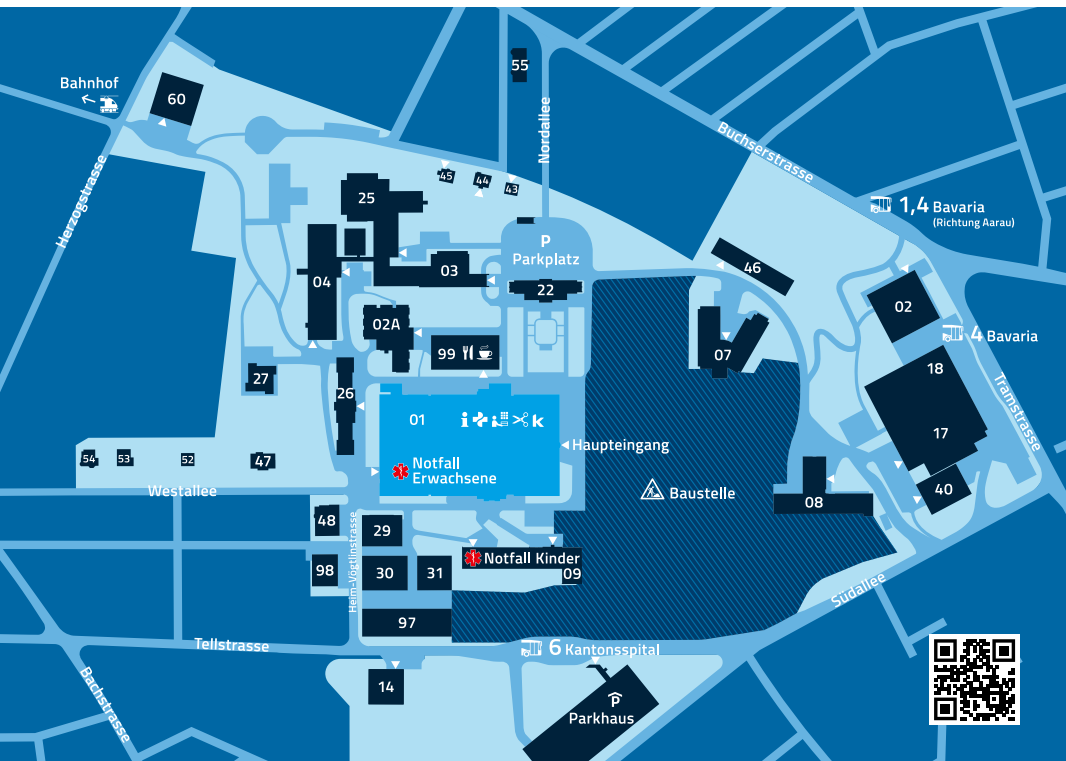 55
Bahnhof
60
Nordallee
Buchserstrasse
Herzogstrasse
45
44
43
25
1,4 Bavaria
(Richtung Aarau)
P
Parkplatz
03
46
04
22
02
02A
4 Bavaria
99
07
18
27
26
Tramstrasse
01
i
k
17
Haupteingang
54
53
52
47
Notfall
Erwachsene
Westallee
Baustelle
40
08
48
29
Heim-Vögtlinstrasse
Notfall Kinder
98
30
31
09
Südallee
97
Tellstrasse
6 Kantonsspital
14
Bachstrasse
P
Parkhaus